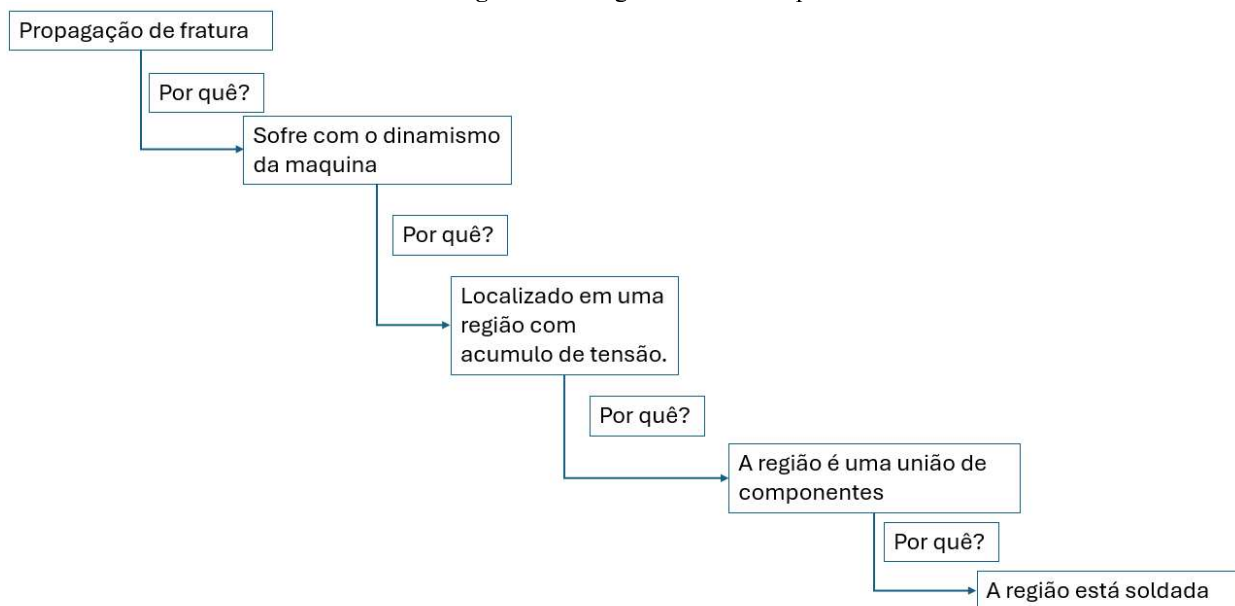 Propagação de fratura
Por quê?
Sofre com o dinamismo
da maquina
Por quê?
Localizado em uma
região com
acumulo de tensão.
Por quê?
A região é uma união de
componentes
Por quê?
A região está soldada